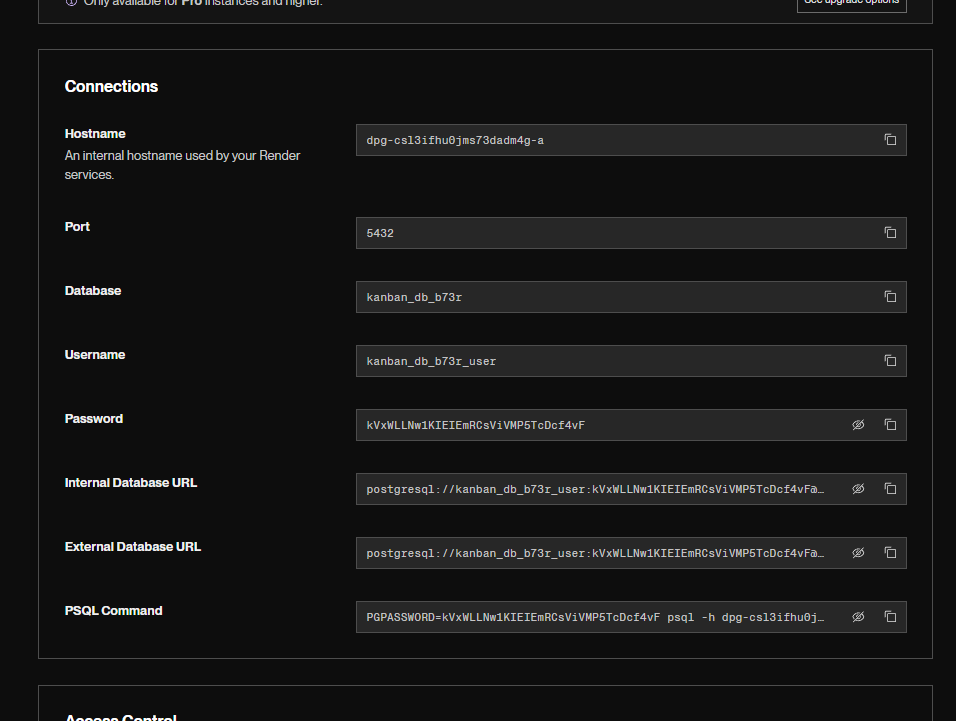 Only available for Pro instances and higher.
See upgrade options
Connections
Hostname
An internal hostname used by your Render
services.
dpg-csl3ifhu0jms73dadm4g-a
Port
5432
Database
kanban_db_b73r
Username
kanban_db_b73r_user
Password
kVxWLLNw1KIEIEmRCsViVMP5TcDcf4vF
Internal Database URL
postgresql://kanban_db_b73r_user:kVxWLLNw1KIEIEmRCsViVMP5TcDcf4vF@…
External Database URL
postgresql://kanban_db_b73r_user:kVxWLLNw1KIEIEmRCsViVMP5TcDcf4vF@…
PSQL Command
PGPASSWORD=kVxWLLNw1KIEIEmRCsViVMP5TcDcf4vF psql -h dpg-csl3ifhu0j…
Access Control